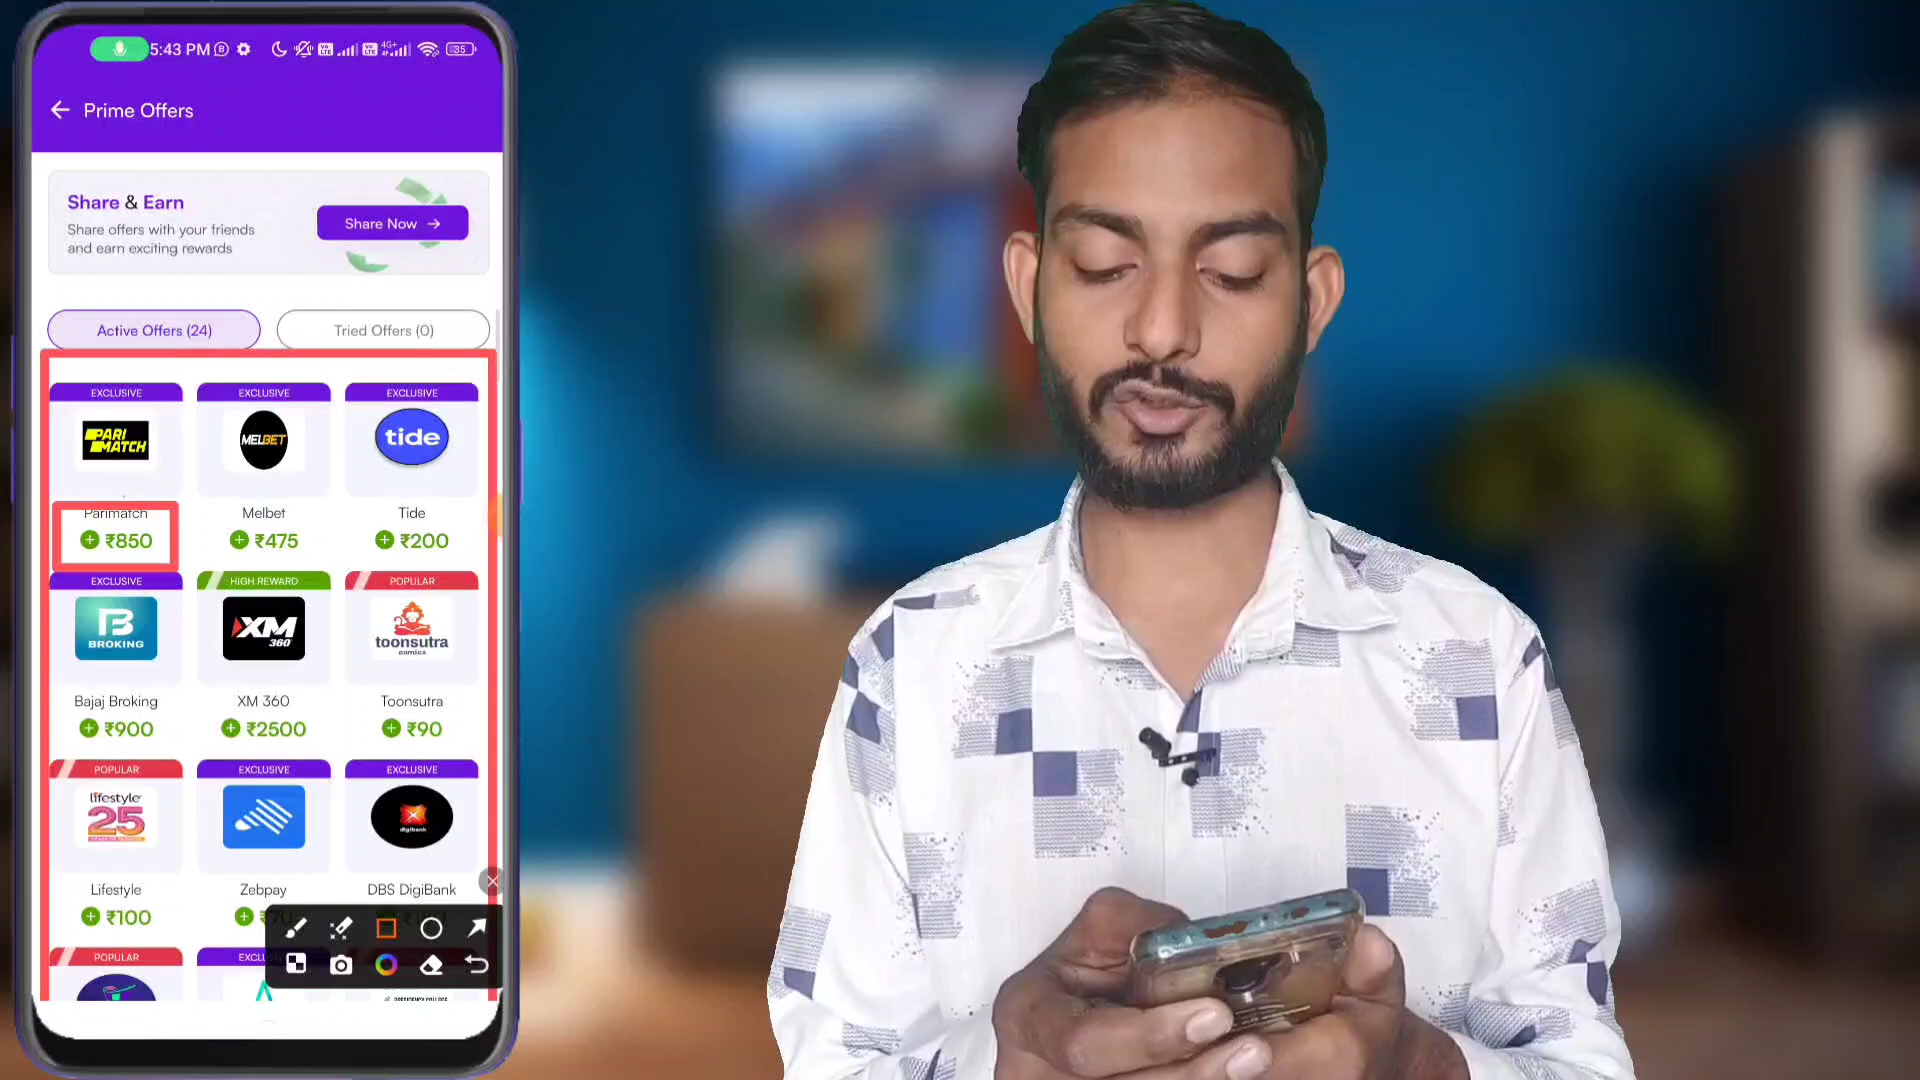 5:43 PM
35
Prime Offers
Share & Earn
Share offers with your friends
and earn exciting rewards
Share Now →
Active Offers (24)
Tried Offers (0)
EXCLUSIVE
EXCLUSIVE
EXCLUSIVE
PARI
MATCH
MELBET
tide
Parimatch
Melbet
Tide
₹850
₹475
₹200
EXCLUSIVE
HIGH REWARD
POPULAR
B
BROKING
XM
360
toonsutra
comics
Bajaj Broking
XM 360
Toonsutra
₹900
₹2500
₹90
POPULAR
EXCLUSIVE
EXCLUSIVE
lifestyle
25
digibank
Lifestyle
Zebpay
DBS DigiBank
₹100
POPULAR